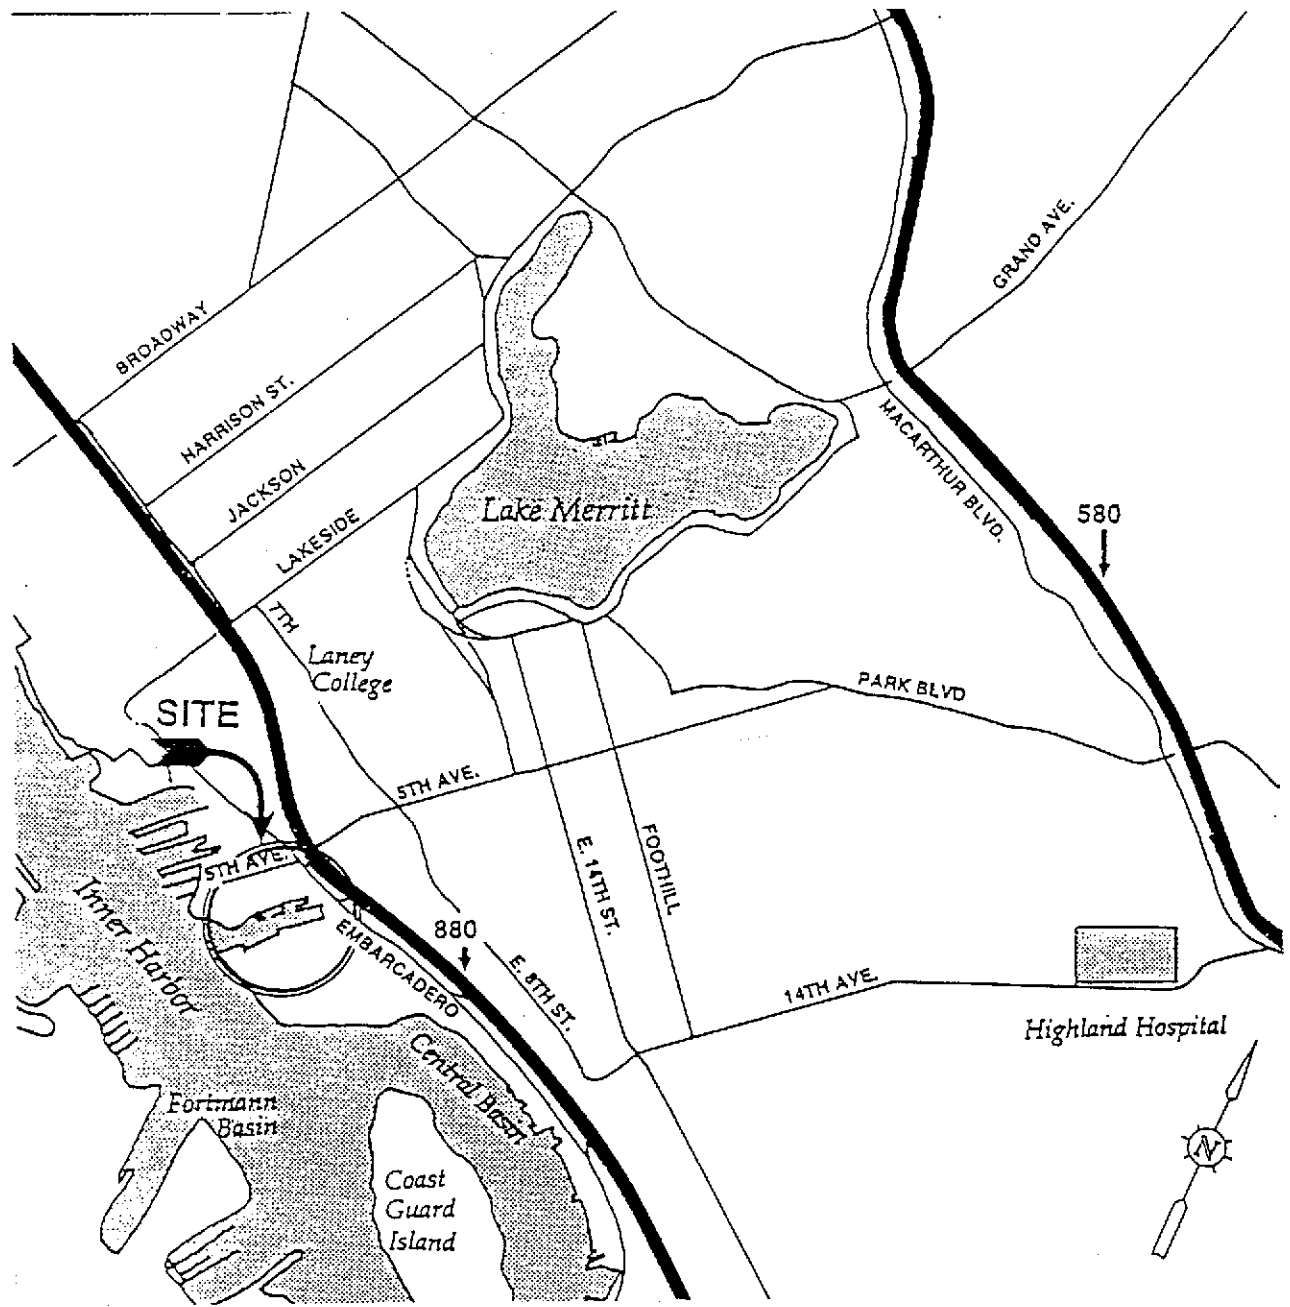 GRAND AVE.
BROADWAY
HARRISON ST.
JACKSON
LAKESIDE
Lake Merritt
MACARTHUR BLVD.
580
7TH
Laney
College
SITE
PARK BLVD
5TH AVE.
5TH AVE.
E. 14TH ST.
FOOTHILL
Inner Harbor
EMBARCADERO
880
E. 8TH ST.
14TH AVE.
Highland Hospital
Central Basin
Fortmann
Basin
Coast
Guard
Island
N